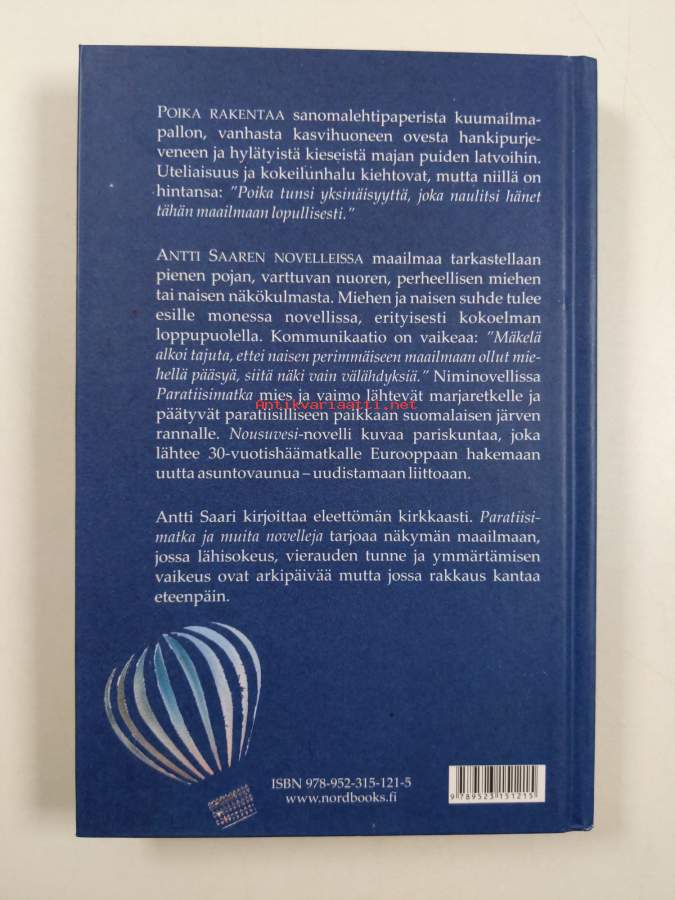 POIKA RAKENTAA sanomalehtipaperista kuumailma-
pallon, vanhasta kasvihuoneen ovesta hankipurje-
veneen ja hylätyistä kieseistä majan puiden latvoihin.
Uteliaisuus ja kokeilunhalu kiehtovat, mutta niillä on
hintansa: "Poika tunsi yksinäisyyttä, joka naulitsi hänet
tähän maailmaan lopullisesti."
ANTTI SAAREN NOVELLEISSA maailmaa tarkastellaan
pienen pojan, varttuvan nuoren, perheellisen miehen
tai naisen näkökulmasta. Miehen ja naisen suhde tulee
esille monessa novellissa, erityisesti kokoelman
loppupuolella. Kommunikaatio on vaikeaa: "Mäkelä
alkoi tajuta, ettei naisen perimmäiseen maailmaan ollut mie-
hellä pääsyä, siitä näki vain välähdyksiä." Niminovellissa
Paratiisimatka mies ja vaimo lähtevät marjaretkelle ja
Antikvariaatti.net
päätyvät paratiisilliseen paikkaan suomalaisen järven
rannalle. Nousuvesi-novelli kuvaa pariskuntaa, joka
lähtee 30-vuotishäämatkalle Eurooppaan hakemaan
uutta asuntovaunua – uudistamaan liittoaan.
Antti Saari kirjoittaa eleettömän kirkkaasti. Paratiisi-
matka ja muita novelleja tarjoaa näkymän maailmaan,
jossa lähisokeus, vierauden tunne ja ymmärtämisen
vaikeus ovat arkipäivää mutta jossa rakkaus kantaa
eteenpäin.
ISBN 978-952-315-121-5
www.nordbooks.fi
9 789523 151215